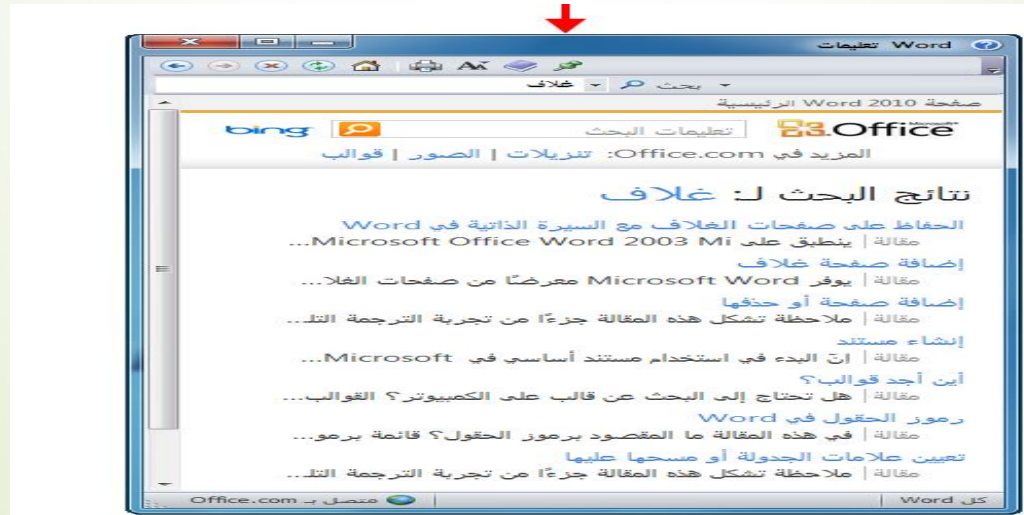 تعليمات Word
بحث غلاف
صفحة Word 2010 الرئيسية
Microsoft Office تعليمات البحث bing
المزيد في Office.com: تنزيلات | الصور | قوالب
نتائج البحث لـ: غلاف
الحفاظ على صفحات الغلاف مع السيرة الذاتية في Word
مقالة | ينطبق على Microsoft Office Word 2003 Mi...
إضافة صفحة غلاف
مقالة | يوفر Microsoft Word معرضًا من صفحات الغلا...
إضافة صفحة أو حذفها
مقالة | ملاحظة تشكل هذه المقالة جزءًا من تجربة الترجمة التل...
إنشاء مستند
مقالة | إنّ البدء في استخدام مستند أساسي في Microsoft...
أين أجد قوالب؟
مقالة | هل تحتاج إلى البحث عن قالب على الكمبيوتر؟ القوالب...
رموز الحقول في Word
مقالة | في هذه المقالة ما المقصود برموز الحقول؟ قائمة برمو...
تعيين علامات الجدولة أو مسحها عليها
مقالة | ملاحظة تشكل هذه المقالة جزءًا من تجربة الترجمة التل...
كل Word متصل بـ Office.com